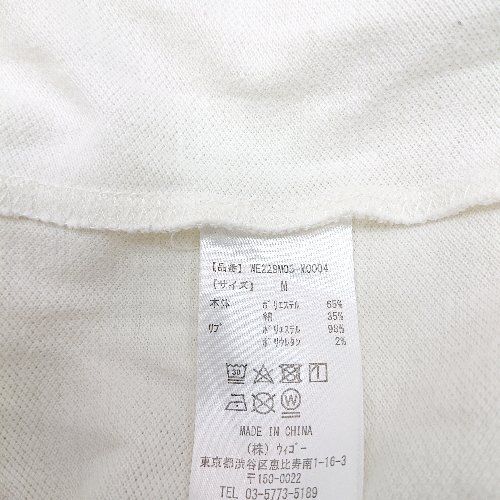 【品番】 WE22BM03-K0004
【サイズ】 M
本体 ポリエステル 65%
綿 35%
リブ ポリエステル 98%
ポリウレタン 2%
30
W
MADE IN CHINA
(株) ウィゴー
東京都渋谷区恵比寿南1-16-3
〒150-0022
TEL 03-5773-5189